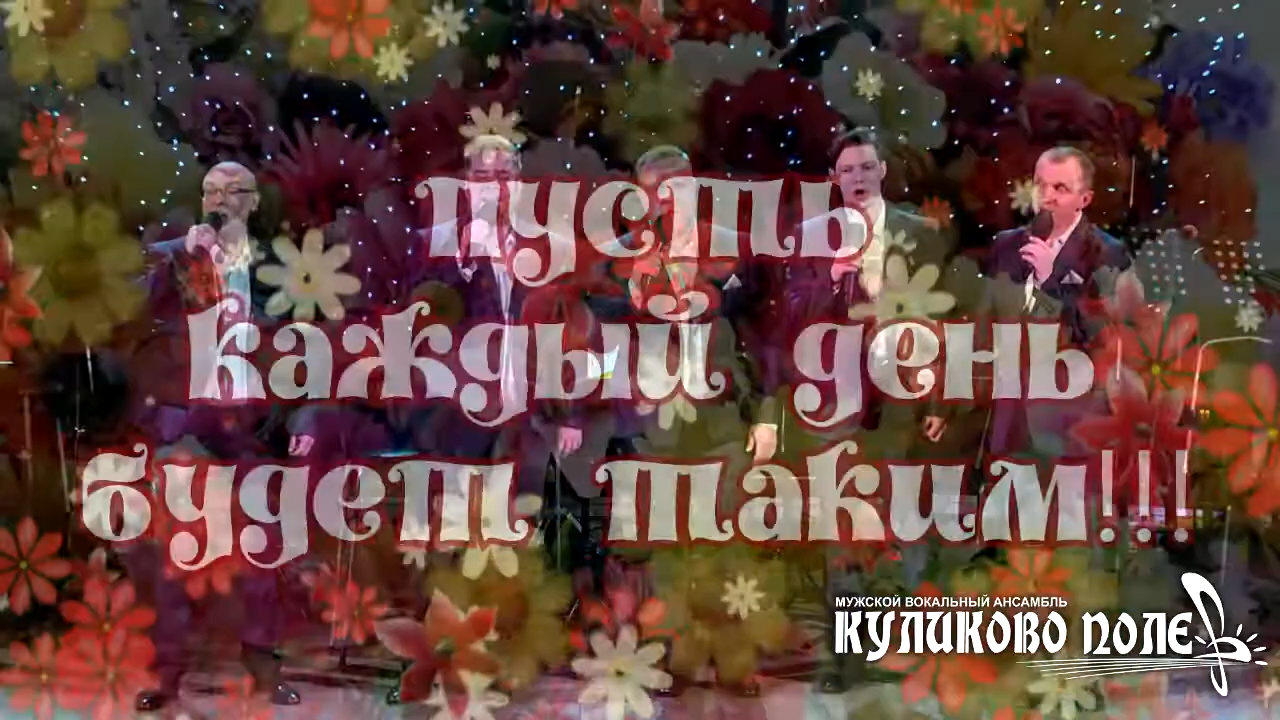 пусть
каждый день
будет таким!!!
МУЖСКОЙ ВОКАЛЬНЫЙ АНСАМБЛЬ
КУЛИКОВО ПОЛЕ